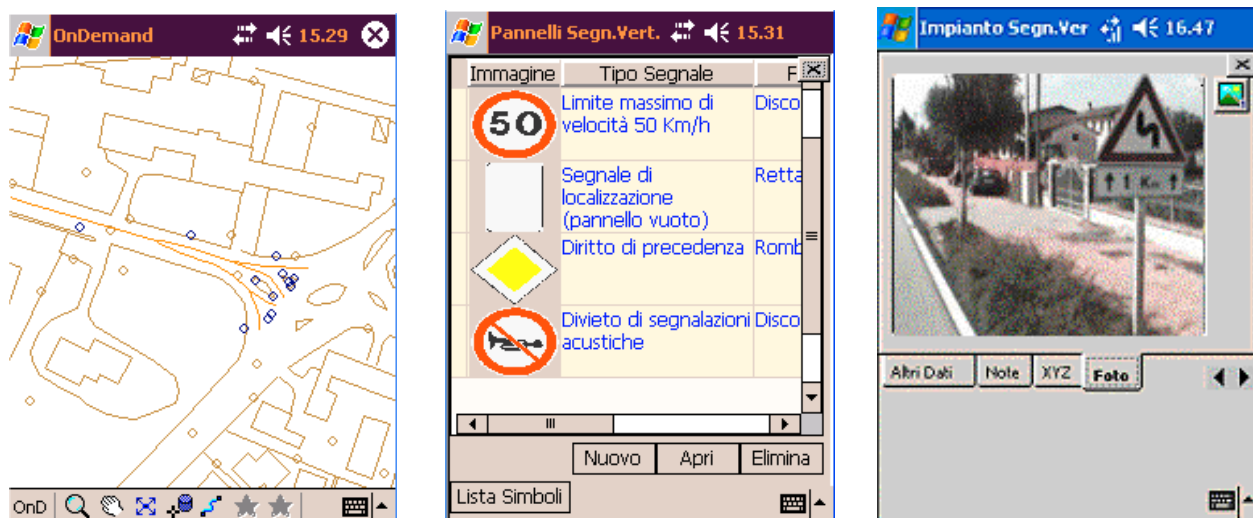 OnDemand 15.29
OnD
Pannelli Segn.Vert. 15.31
Immagine Tipo Segnale F
50 Limite massimo di Disco
velocità 50 Km/h
Segnale di Retta
localizzazione
(pannello vuoto)
Diritto di precedenza Romb
Divieto di segnalazioni Disco
acustiche
Nuovo Apri Elimina
Lista Simboli
Impianto Segn.Ver 16.47
1 Km
Altri Dati Note XYZ Foto